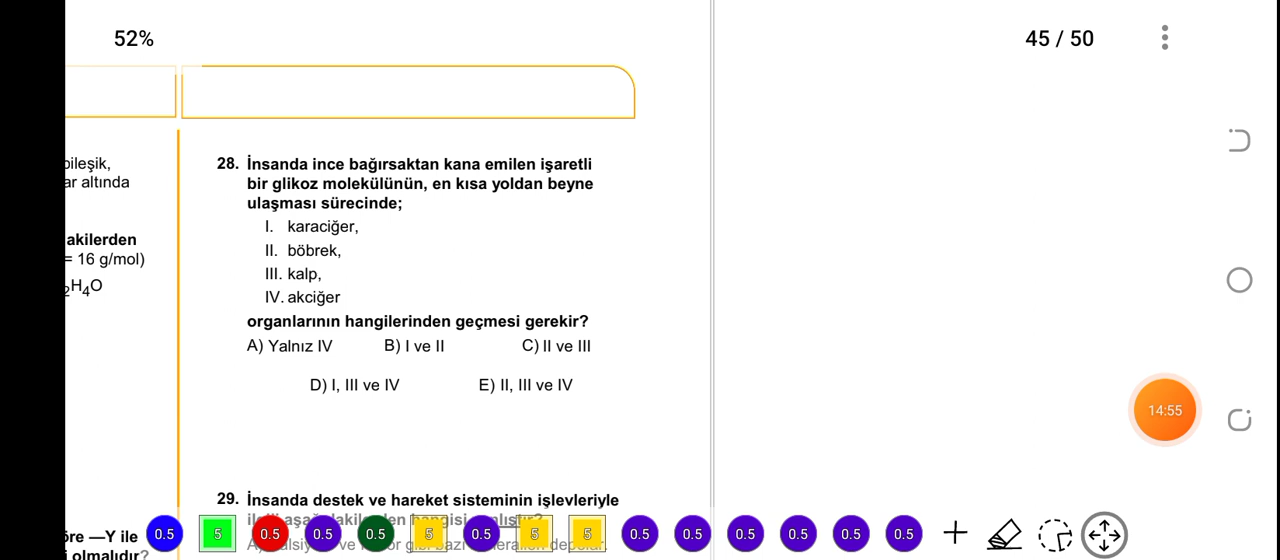 52%
45 / 50
bileşik,
ar altında
akilerden
= 16 g/mol)
2H4O
öre —Y ile
i olmalıdır?
28. İnsanda ince bağırsaktan kana emilen işaretli
bir glikoz molekülünün, en kısa yoldan beyne
ulaşması sürecinde;
I. karaciğer,
II. böbrek,
III. kalp,
IV. akciğer
organlarının hangilerinden geçmesi gerekir?
A) Yalnız IV B) I ve II C) II ve III
D) I, III ve IV E) II, III ve IV
14:55
29. İnsanda destek ve hareket sisteminin işlevleriyle
0.5 5 0.5 0.5 0.5 5 0.5 5 5 0.5 0.5 0.5 0.5 0.5 0.5